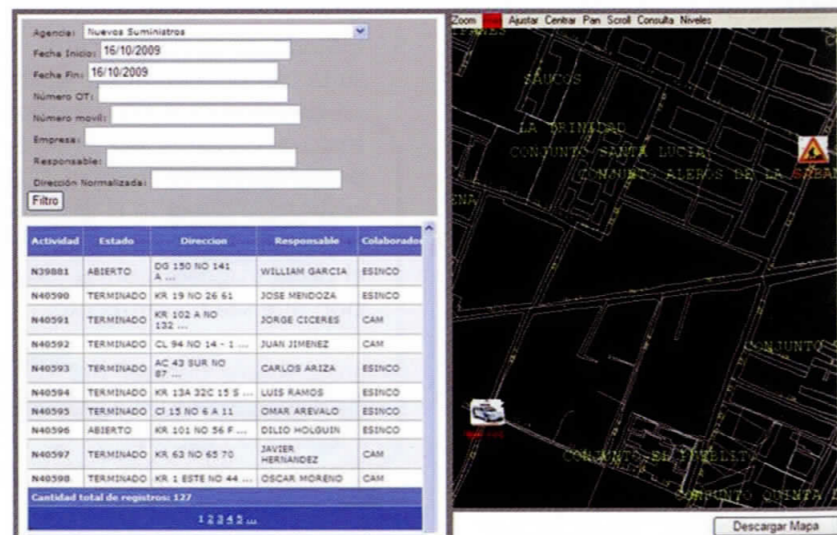 Agencia: Nuevos Suministros
Fecha Inicio: 16/10/2009
Fecha Fin: 16/10/2009
Número OT:
Número movil:
Empresa:
Responsable:
Dirección Normalizada:
Filtro
Actividad Estado Direccion Responsable Colaborador
N39881 ABIERTO DG 150 NO 141 A ... WILLIAM GARCIA ESINCO
N40590 TERMINADO KR 19 NO 26 61 JOSE MENDOZA ESINCO
N40591 TERMINADO KR 102 A NO 132 ... JORGE CICERES CAM
N40592 TERMINADO CL 94 NO 14 - 1 ... JUAN JIMENEZ CAM
N40593 TERMINADO AC 43 SUR NO 87 ... CARLOS ARIZA ESINCO
N40594 TERMINADO KR 13A 32C 15 S ... LUIS RAMOS ESINCO
N40595 TERMINADO Cl 15 NO 6 A 11 OMAR AREVALO ESINCO
N40596 ABIERTO KR 101 NO 56 F ... DILIO HOLGUIN ESINCO
N40597 TERMINADO KR 63 NO 65 70 JAVIER HERNANDEZ CAM
N40598 TERMINADO KR 1 ESTE NO 44 ... OSCAR MORENO CAM
Cantidad total de registros: 127
1 2 3 4 5 ...
Zoom Ajustar Centrar Pan Scroll Consulta Niveles
SAUCOS
LA TRINIDAD
CONJUNTO SANTA LUCIA
CONJUNTO ALEROS DE LA SABAN
ENA
CONJUNTO
CONJUNTO EL
CONJUNTO QUINTA
Descargar Mapa